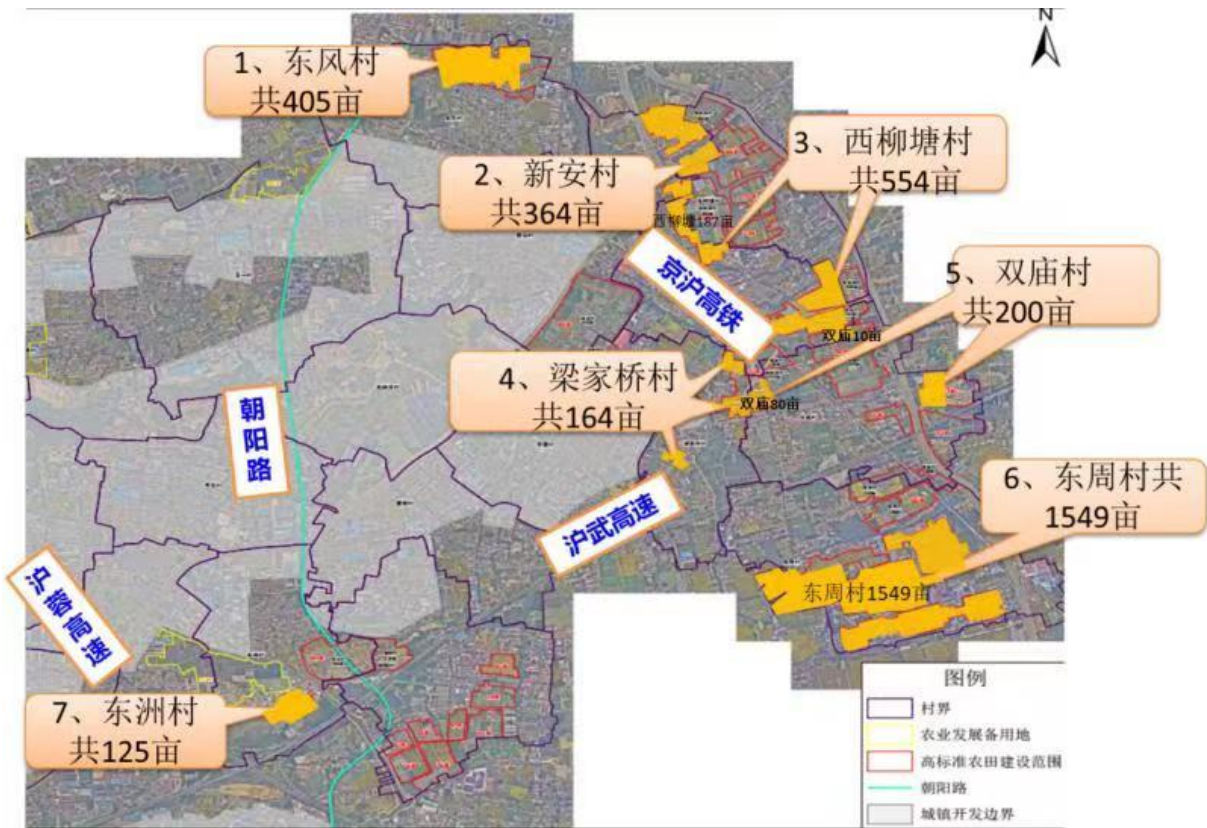 N
1、东风村
共405亩
2、新安村
共364亩
3、西柳塘村
共554亩
西柳塘187亩
京沪高铁
5、双庙村
共200亩
双庙10亩
4、梁家桥村
共164亩
双庙80亩
朝
阳
路
沪武高速
6、东周村共
1549亩
东周村1549亩
沪蓉高速
7、东洲村
共125亩
图例
村界
农业发展备用地
高标准农田建设范围
朝阳路
城镇开发边界